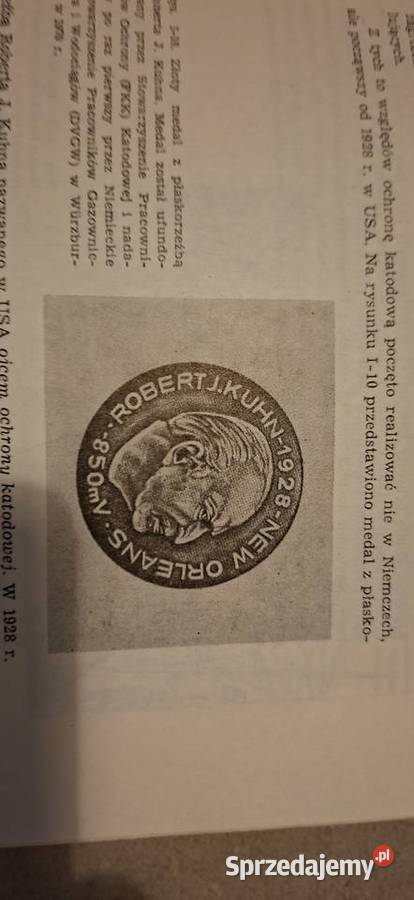 Z tych to względów ochronę katodową poczęto realizować nie w Niemczech,
ale począwszy od 1928 r. w USA. Na rysunku I-10 przedstawiono medal z płasko-
I-10. Złoty medal z płaskorzeźbą
J. Kuhna. Medal został ufundo-
przez Stowarzyszenie Pracowni-
Ochrony (FKK) Katodowej i nada-
po raz pierwszy przez Niemieckie
Pracowników Gazownic-
i Wodociągów (DVGW) w Würzbur-
w 1976 r.
ROBERT J. KUHN-1928-NEW ORLEANS · -850mV
Roberta J. Kuhna nazwanego w USA ojcem ochrony katodowej. W 1928 r.
Sprzedajemy.pl